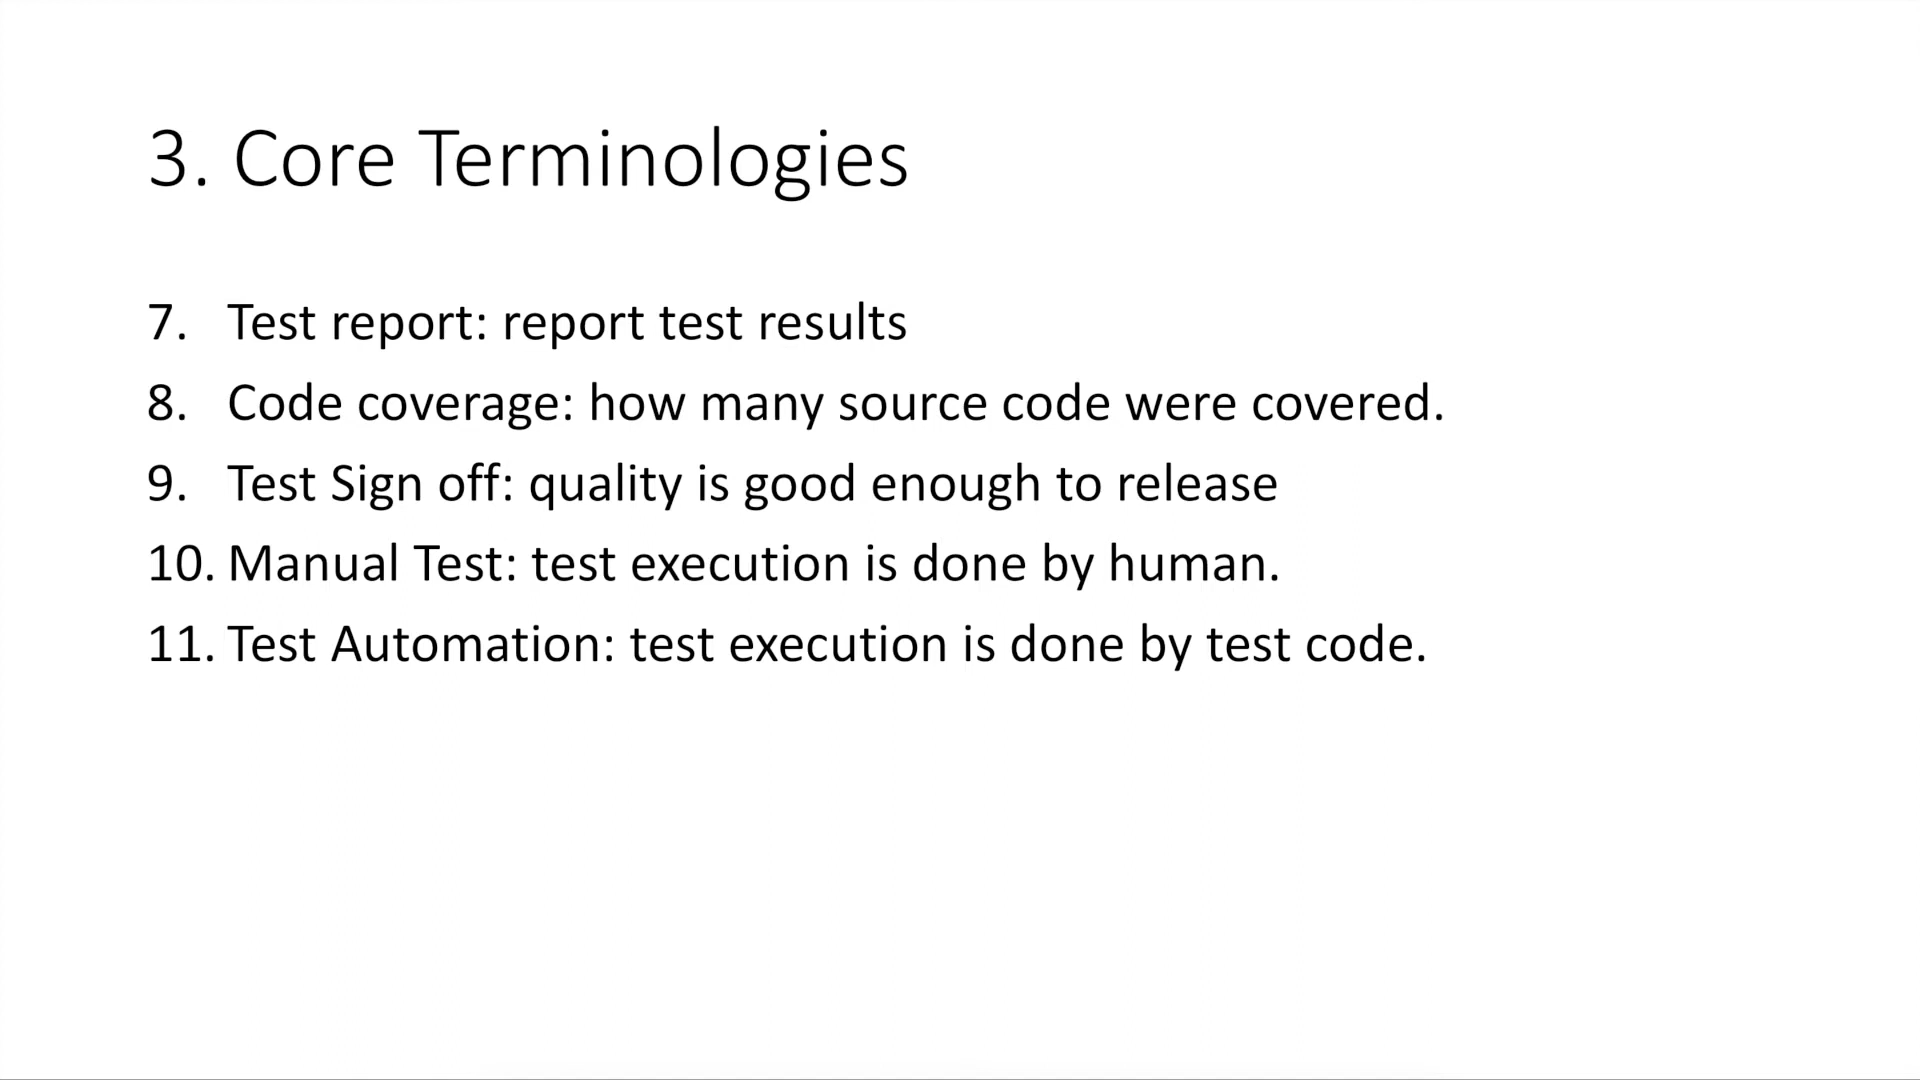 3. Core Terminologies
7. Test report: report test results
8. Code coverage: how many source code were covered.
9. Test Sign off: quality is good enough to release
10. Manual Test: test execution is done by human.
11. Test Automation: test execution is done by test code.